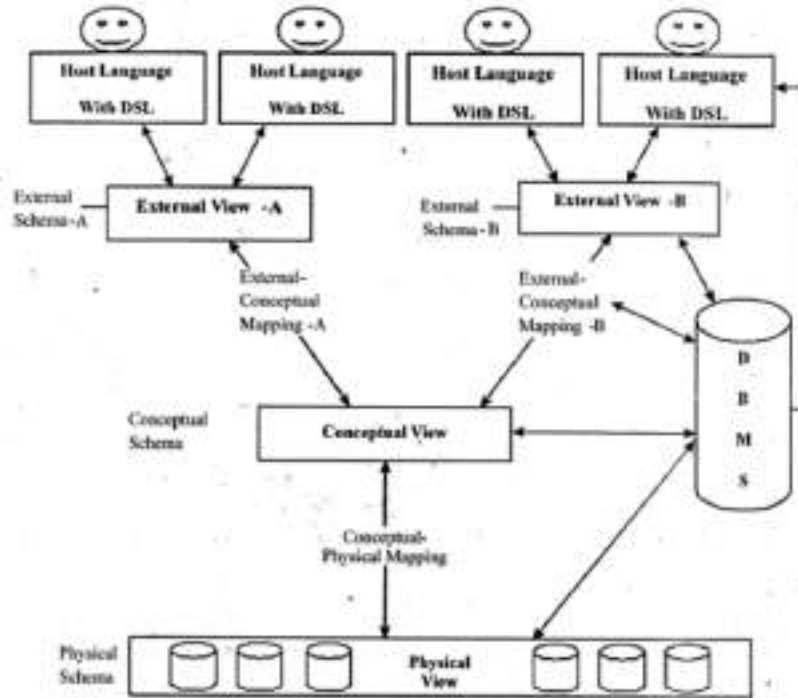 Host Language
With DSL
Host Language
With DSL
Host Language
With DSL
Host Language
With DSL
External
Schema-A
External View -A
External
Schema-B
External View -B
External-
Conceptual
Mapping -A
External-
Conceptual
Mapping -B
D
B
M
S
Conceptual
Schema
Conceptual View
Conceptual-
Physical Mapping
Physical
Schema
Physical
View